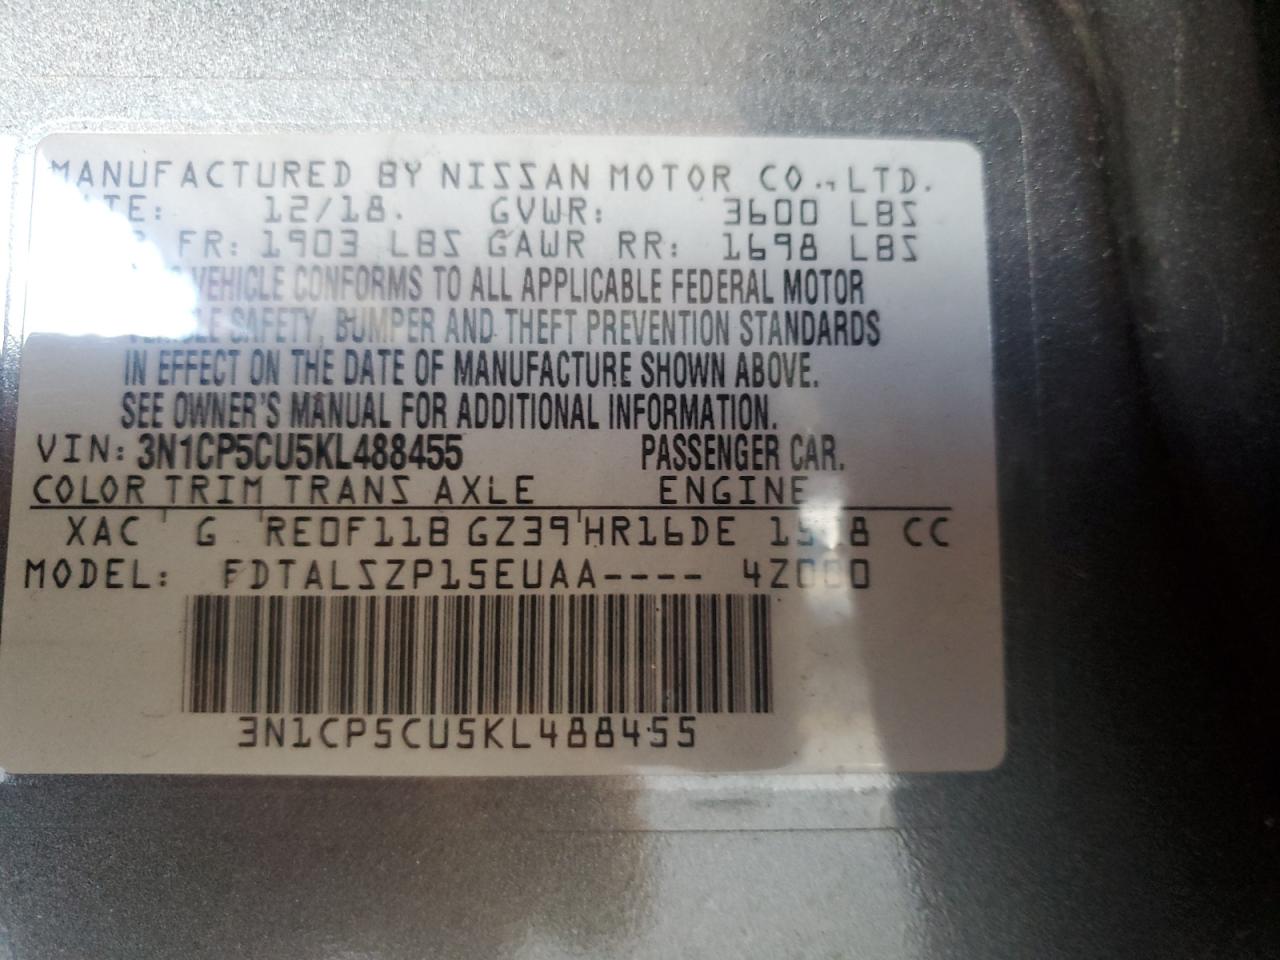 MANUFACTURED BY NISSAN MOTOR CO., LTD.
12/18. GVWR: 3600 LBS
FR: 1903 LBS GAWR RR: 1698 LBS
VEHICLE CONFORMS TO ALL APPLICABLE FEDERAL MOTOR
VEHICLE SAFETY, BUMPER AND THEFT PREVENTION STANDARDS
IN EFFECT ON THE DATE OF MANUFACTURE SHOWN ABOVE.
SEE OWNER'S MANUAL FOR ADDITIONAL INFORMATION.
VIN: 3N1CP5CU5KL488455 PASSENGER CAR.
COLOR TRIM TRANS AXLE ENGINE
XAC G RE0F11B GZ39 HR16DE CC
MODEL: FDTALSZP15EUAA----
3N1CP5CU5KL488455